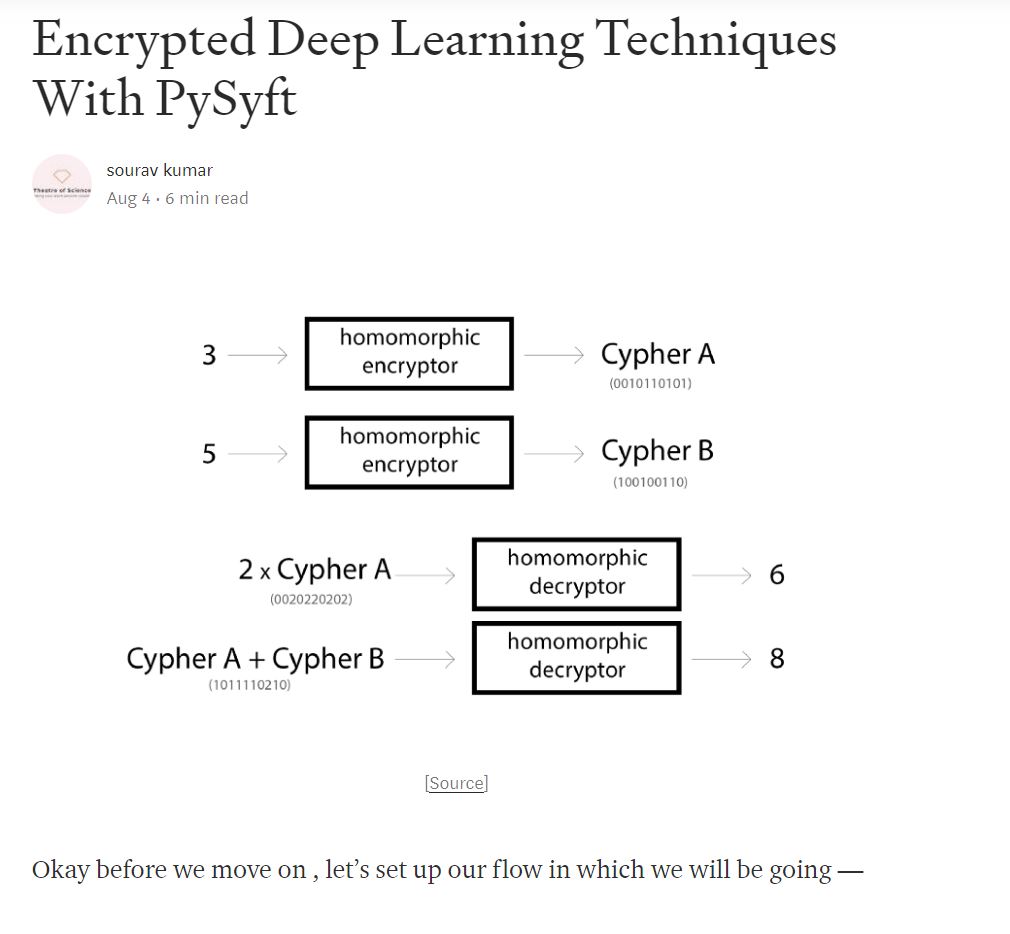 Encrypted Deep Learning Techniques
With PySyft
Theatre of Science
sourav kumar
Aug 4 · 6 min read
3
homomorphic
encryptor
Cypher A
(0010110101)
5
homomorphic
encryptor
Cypher B
(100100110)
2 x Cypher A
(0020220202)
homomorphic
decryptor
6
Cypher A + Cypher B
(1011110210)
homomorphic
decryptor
8
[Source]
Okay before we move on , let’s set up our flow in which we will be going —